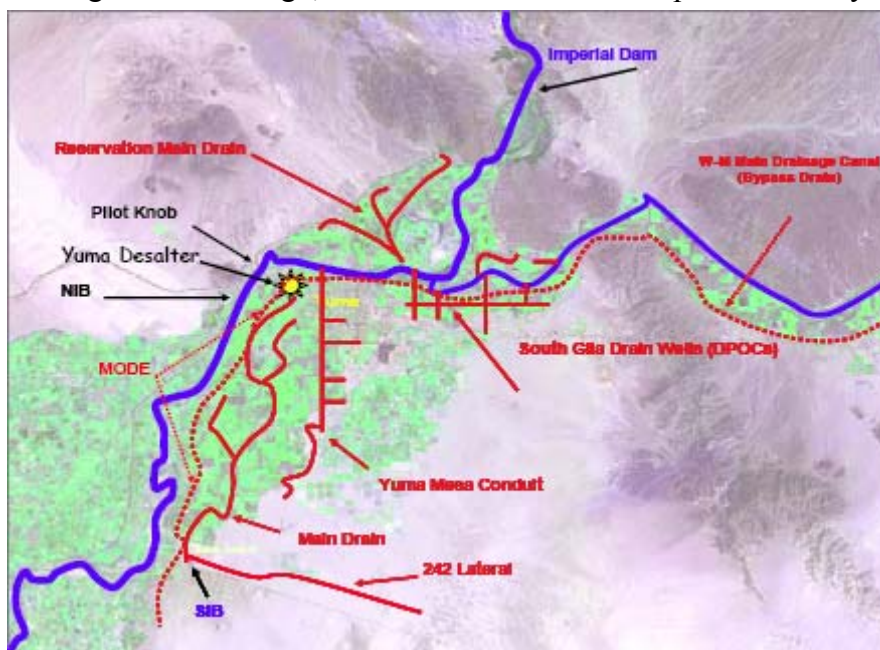 Imperial Dam
Reservation Main Drain
W-M Main Drainage Canal
(Bypass Drain)
Pilot Knob
Yuma Desalter
NIB
Yuma
South Gila Drain Wells (DPOCs)
MODE
Yuma Mesa Conduit
Main Drain
242 Lateral
SIB